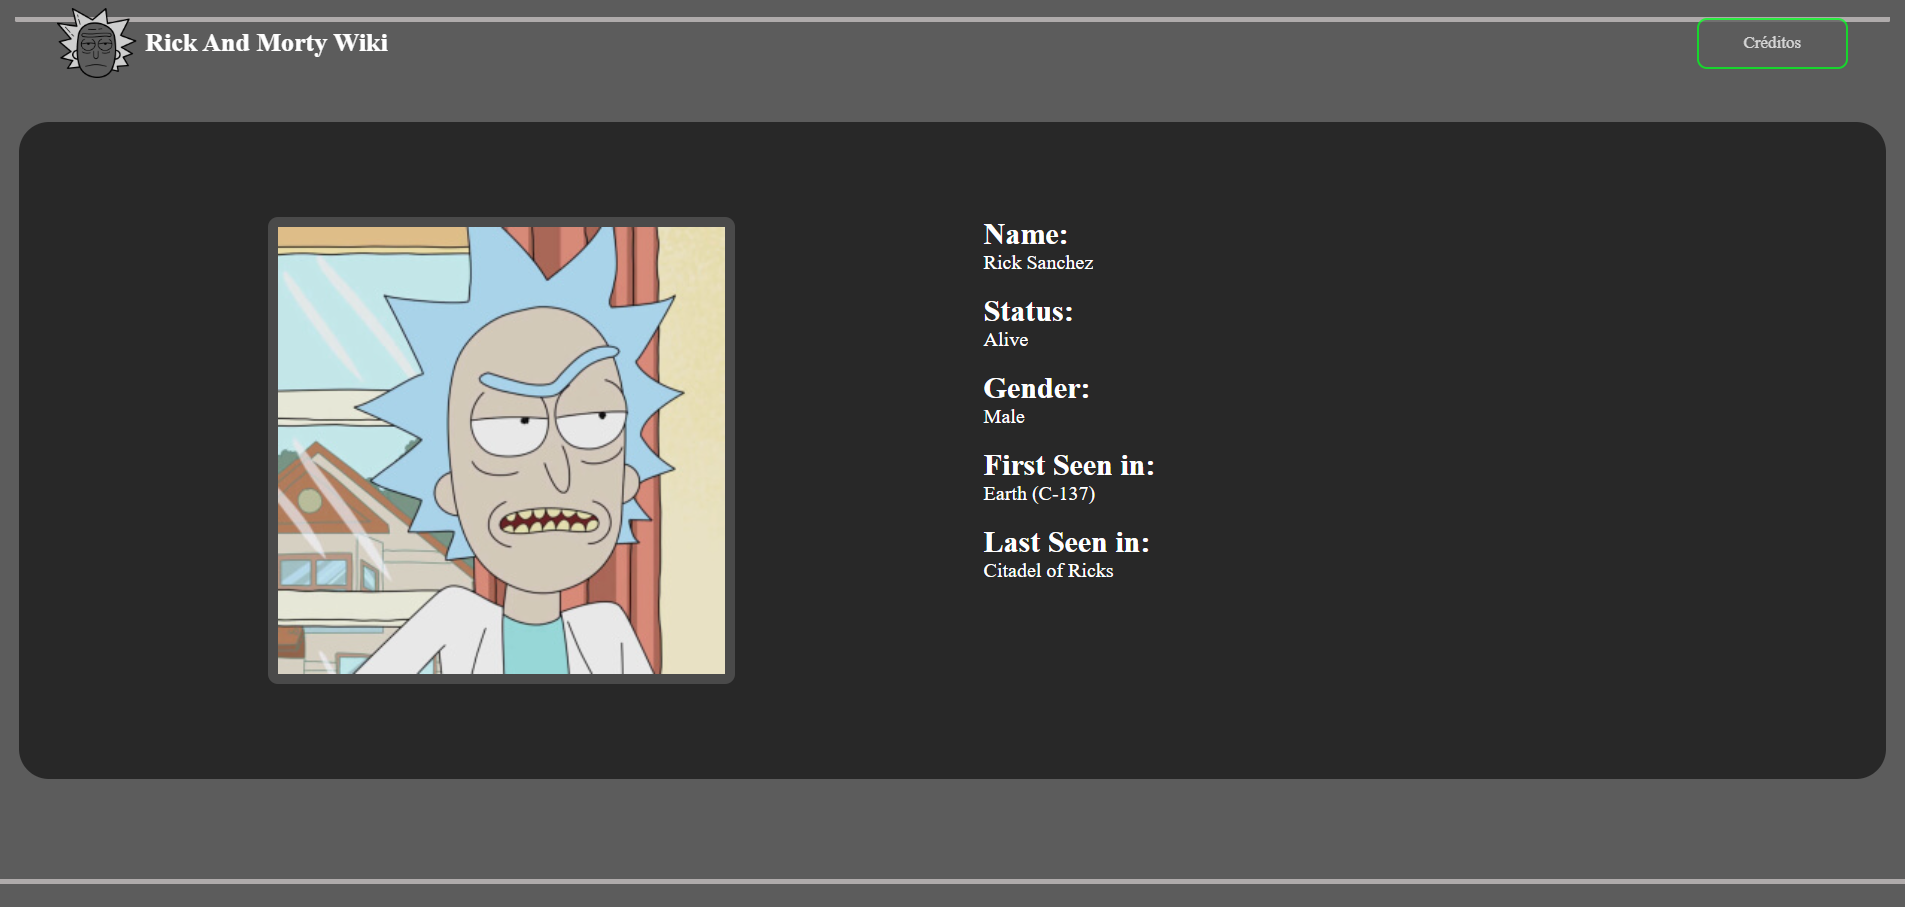 Rick And Morty Wiki
Créditos
Name:
Rick Sanchez
Status:
Alive
Gender:
Male
First Seen in:
Earth (C-137)
Last Seen in:
Citadel of Ricks